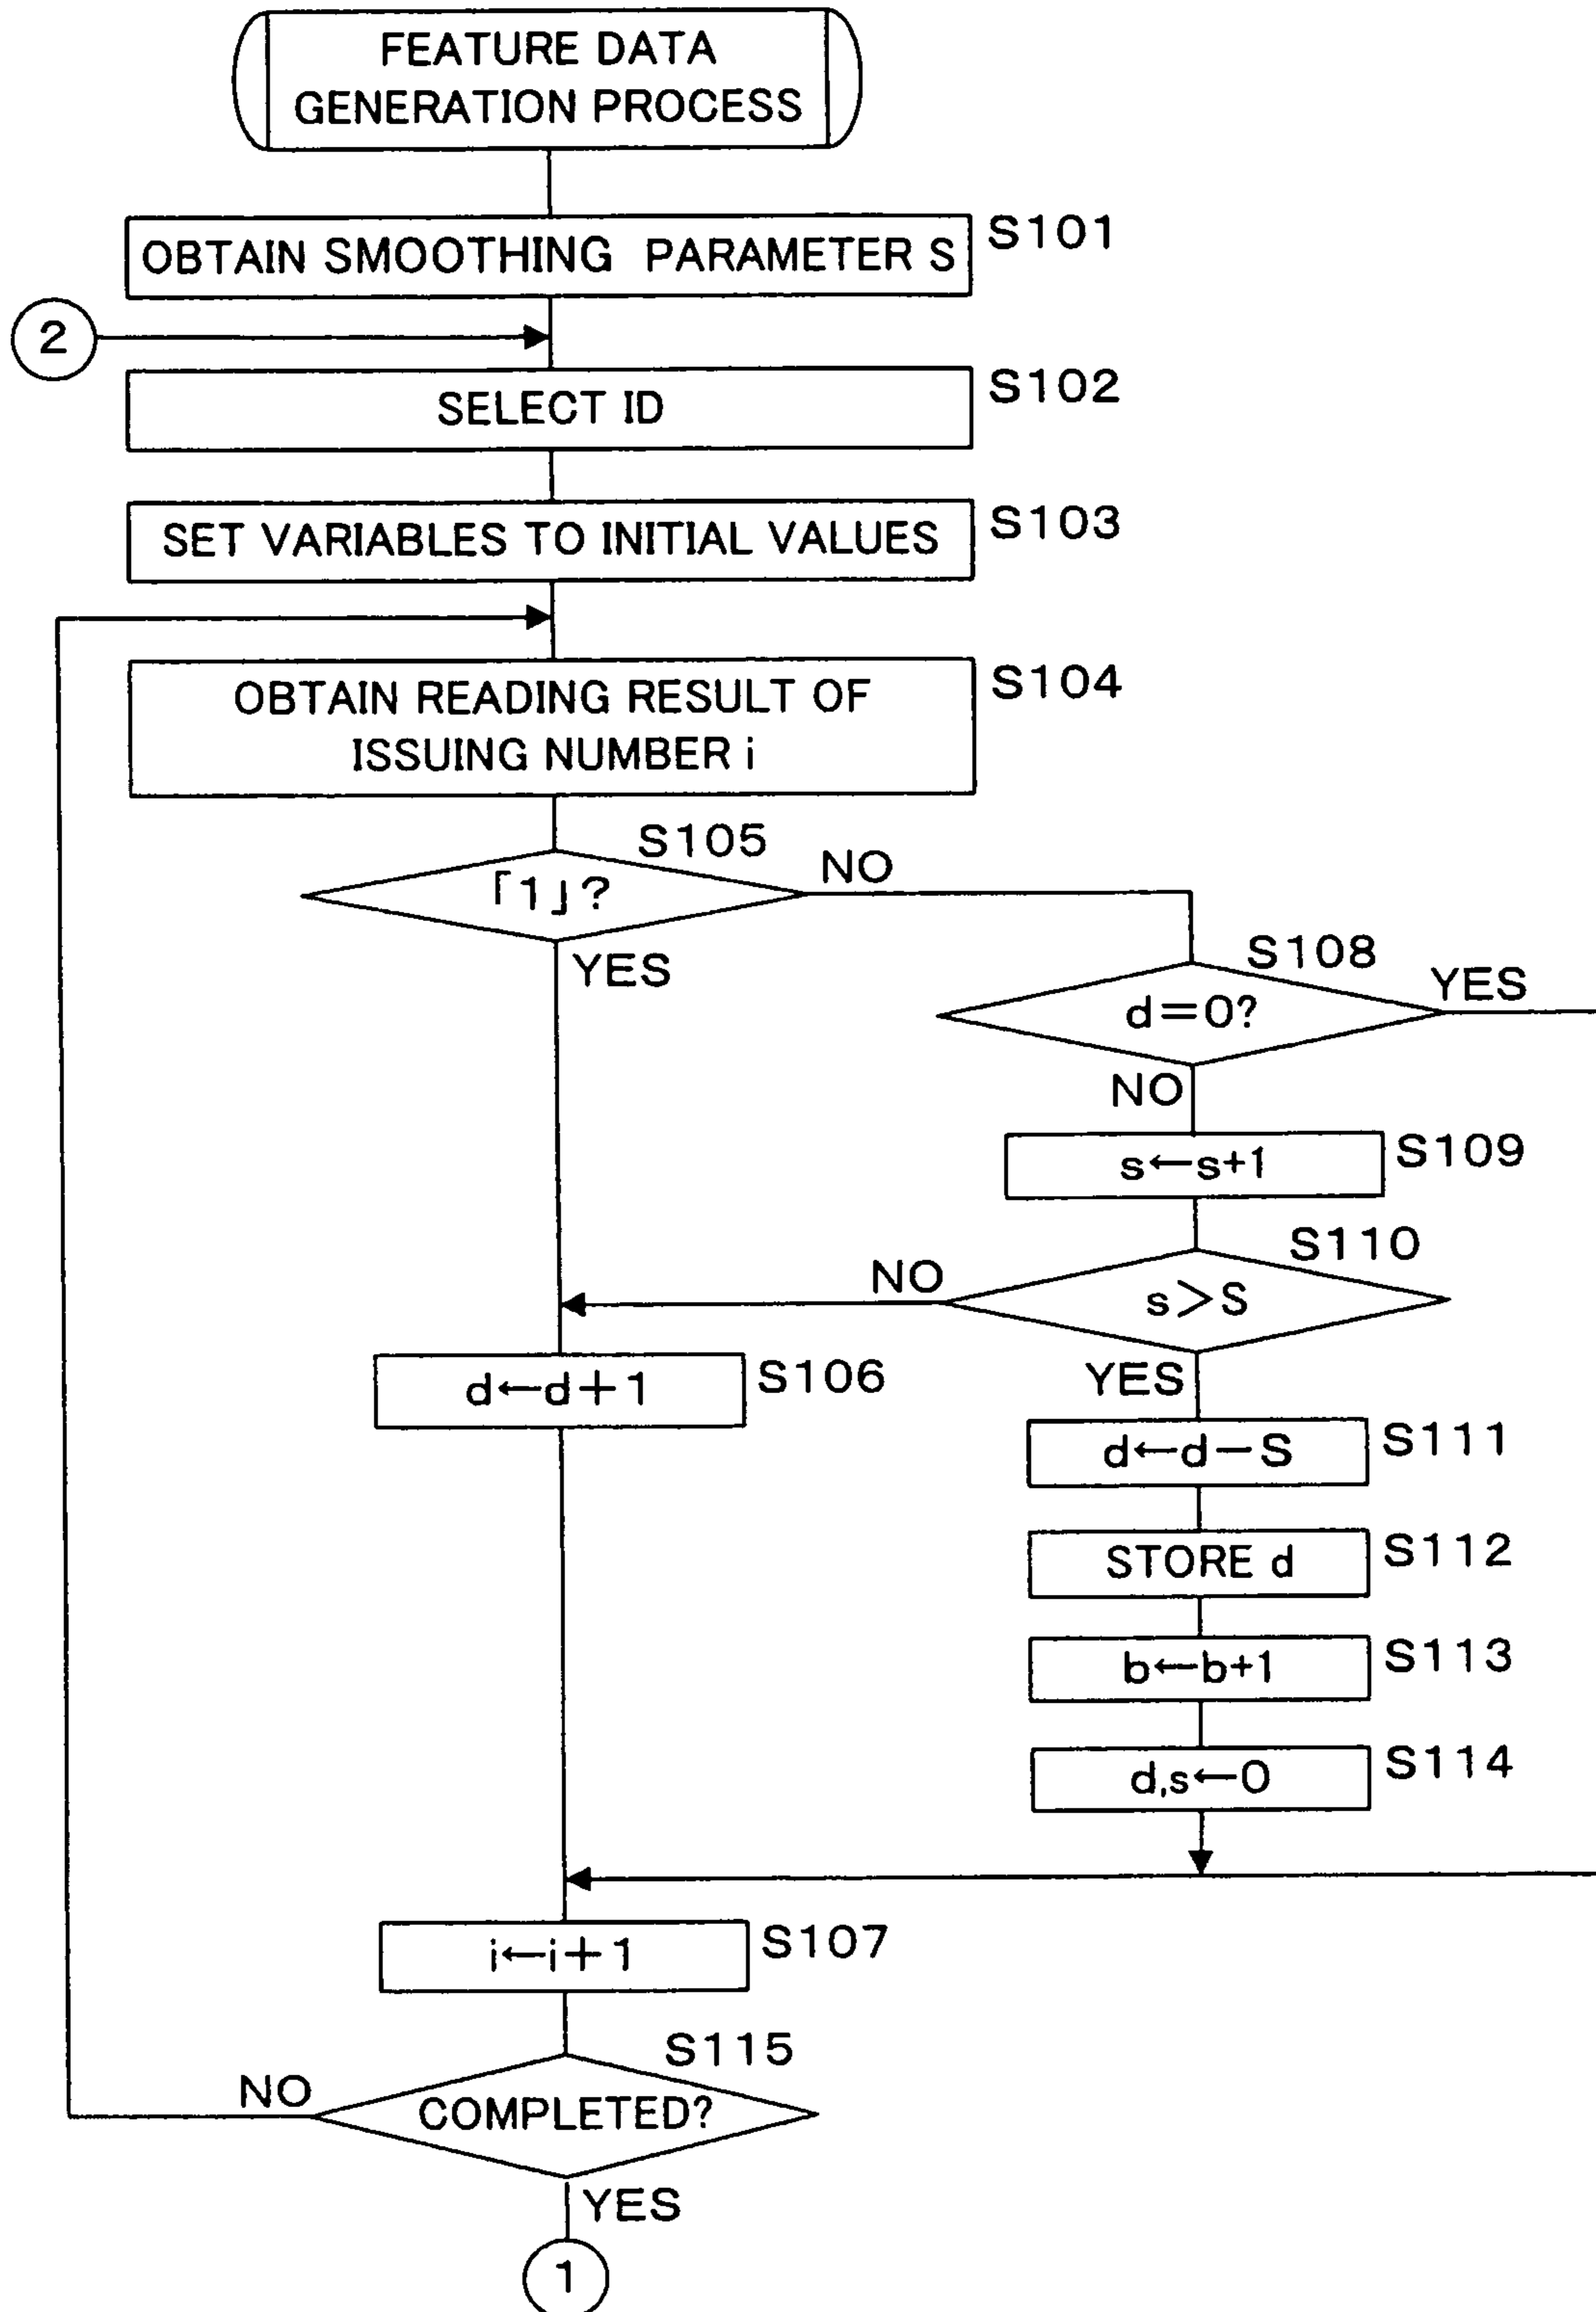 FEATURE DATA
GENERATION PROCESS
OBTAIN SMOOTHING PARAMETER S
S101
2
SELECT ID
S102
SET VARIABLES TO INITIAL VALUES
S103
OBTAIN READING RESULT OF
ISSUING NUMBER i
S104
S105
「1」?
NO
YES
S108
d=0?
YES
NO
s←s+1
S109
S110
s>S
NO
YES
d←d+1
S106
d←d-S
S111
STORE d
S112
b←b+1
S113
d,s←0
S114
i←i+1
S107
S115
COMPLETED?
NO
YES
1